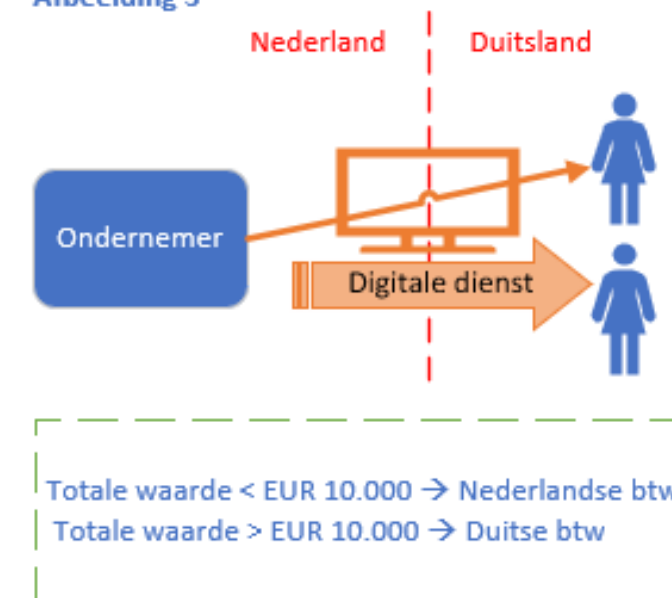 Nederland
Duitsland
Ondernemer
Digitale dienst
Totale waarde < EUR 10.000 → Nederlandse btw
Totale waarde > EUR 10.000 → Duitse btw